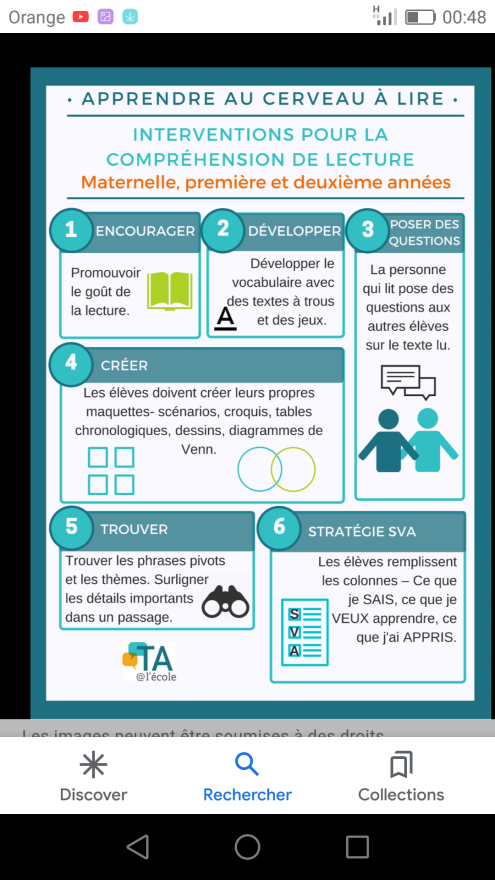 Orange 00:48
H
· APPRENDRE AU CERVEAU À LIRE ·
INTERVENTIONS POUR LA
COMPRÉHENSION DE LECTURE
Maternelle, première et deuxième années
1 ENCOURAGER
Promouvoir
le goût de
la lecture.
2 DÉVELOPPER
Développer le
vocabulaire avec
des textes à trous
et des jeux.
A
3 POSER DES
QUESTIONS
La personne
qui lit pose des
questions aux
autres élèves
sur le texte lu.
4 CRÉER
Les élèves doivent créer leurs propres
maquettes- scénarios, croquis, tables
chronologiques, dessins, diagrammes de
Venn.
5 TROUVER
Trouver les phrases pivots
et les thèmes. Surligner
les détails importants
dans un passage.
6 STRATÉGIE SVA
Les élèves remplissent
les colonnes – Ce que
je SAIS, ce que je
VEUX apprendre, ce
que j'ai APPRIS.
S
V
A
TA
@l'école
Les images peuvent être soumises à des droits
Discover Rechercher Collections